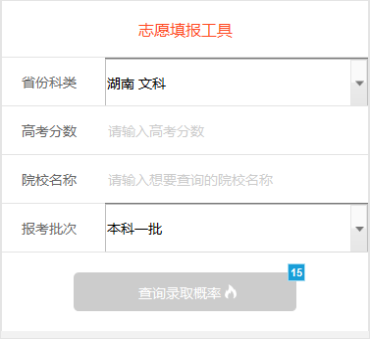 志愿填报工具
省份科类 湖南 文科
高考分数 请输入高考分数
院校名称 请输入想要查询的院校名称
报考批次 本科一批
15
查询录取概率